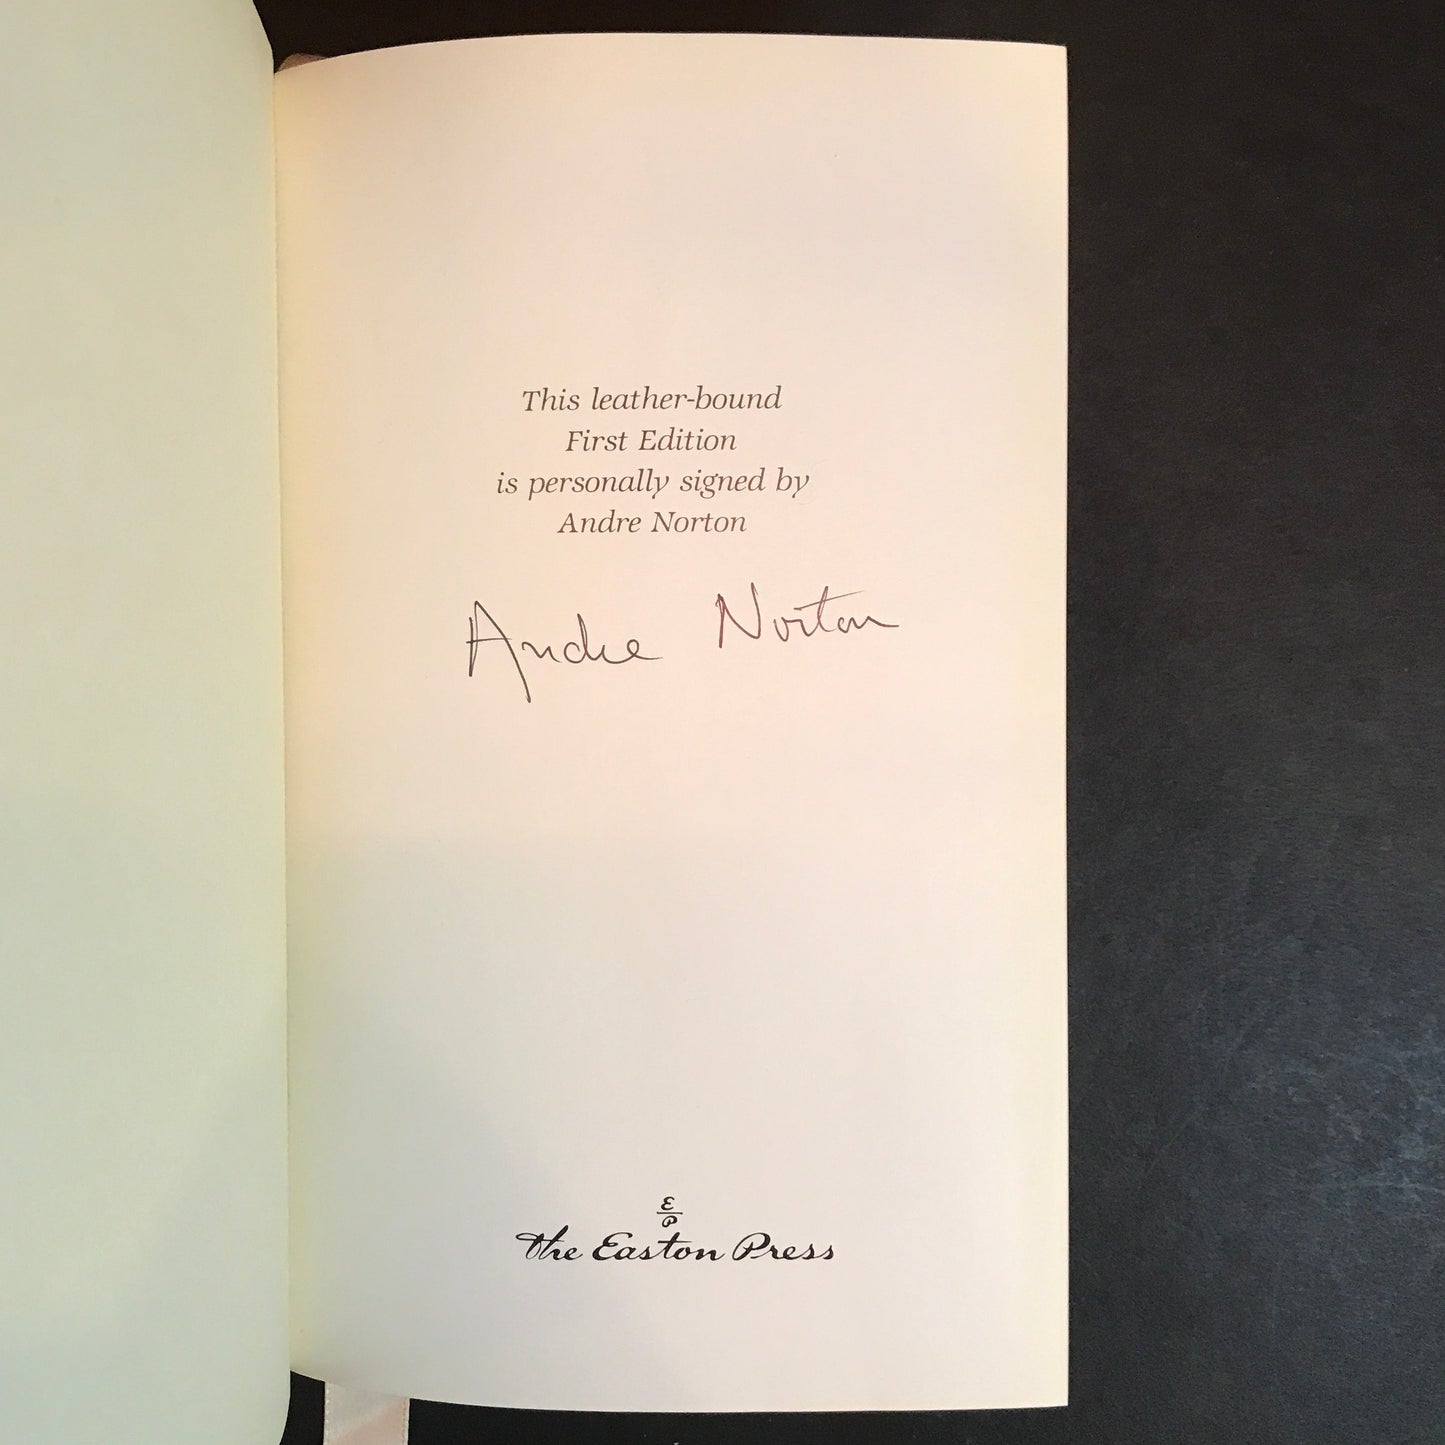 This leather-bound
First Edition
is personally signed by
Andre Norton
Andre Norton
E
P
The Easton Press